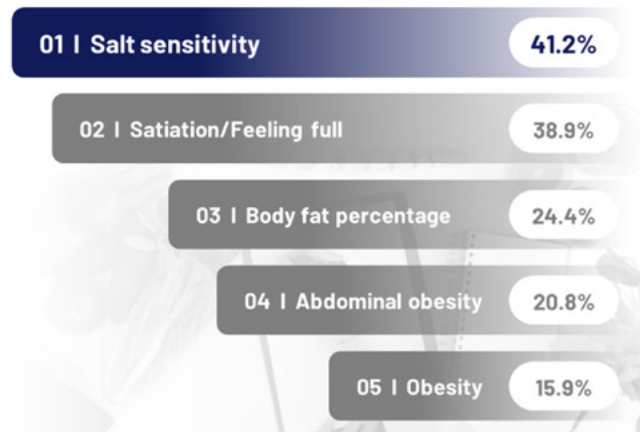 01 I Salt sensitivity 41.2%
02 I Satiation/Feeling full 38.9%
03 I Body fat percentage 24.4%
04 I Abdominal obesity 20.8%
05 I Obesity 15.9%